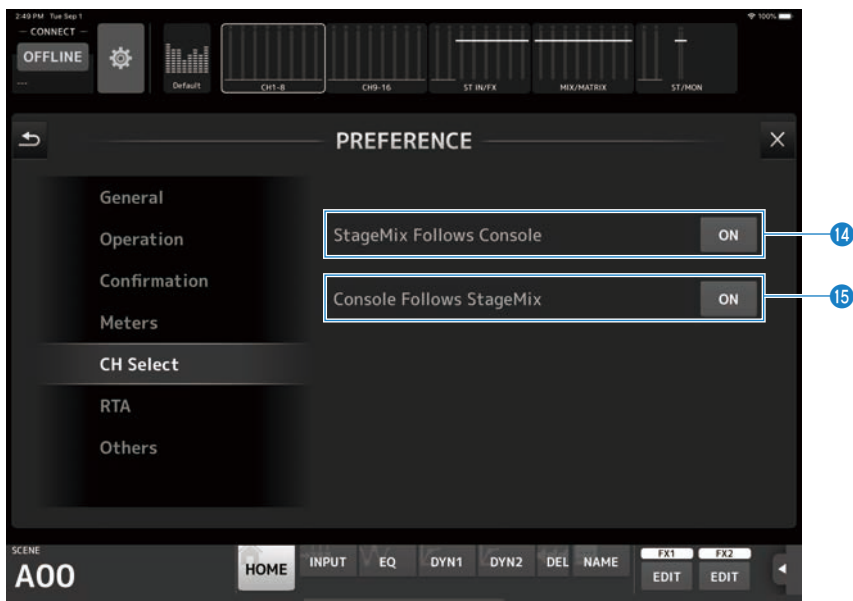 2:49 PM Tue Sep 1
100%
CONNECT
OFFLINE
---
Default
CH1-8
CH9-16
ST IN/FX
MIX/MATRIX
ST/MON
PREFERENCE
General
Operation
Confirmation
Meters
CH Select
RTA
Others
StageMix Follows Console
ON
14
Console Follows StageMix
ON
15
SCENE
A00
HOME
INPUT
EQ
DYN1
DYN2
DEL
NAME
FX1
EDIT
FX2
EDIT